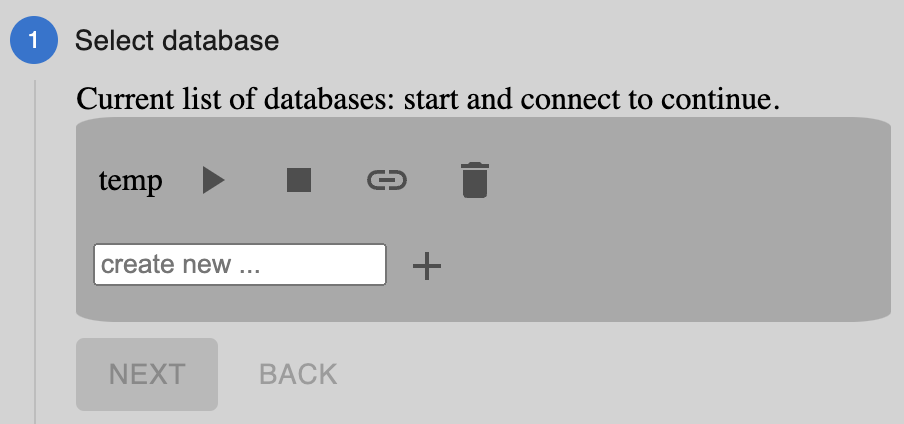 1 Select database
Current list of databases: start and connect to continue.
temp
create new ...
NEXT BACK